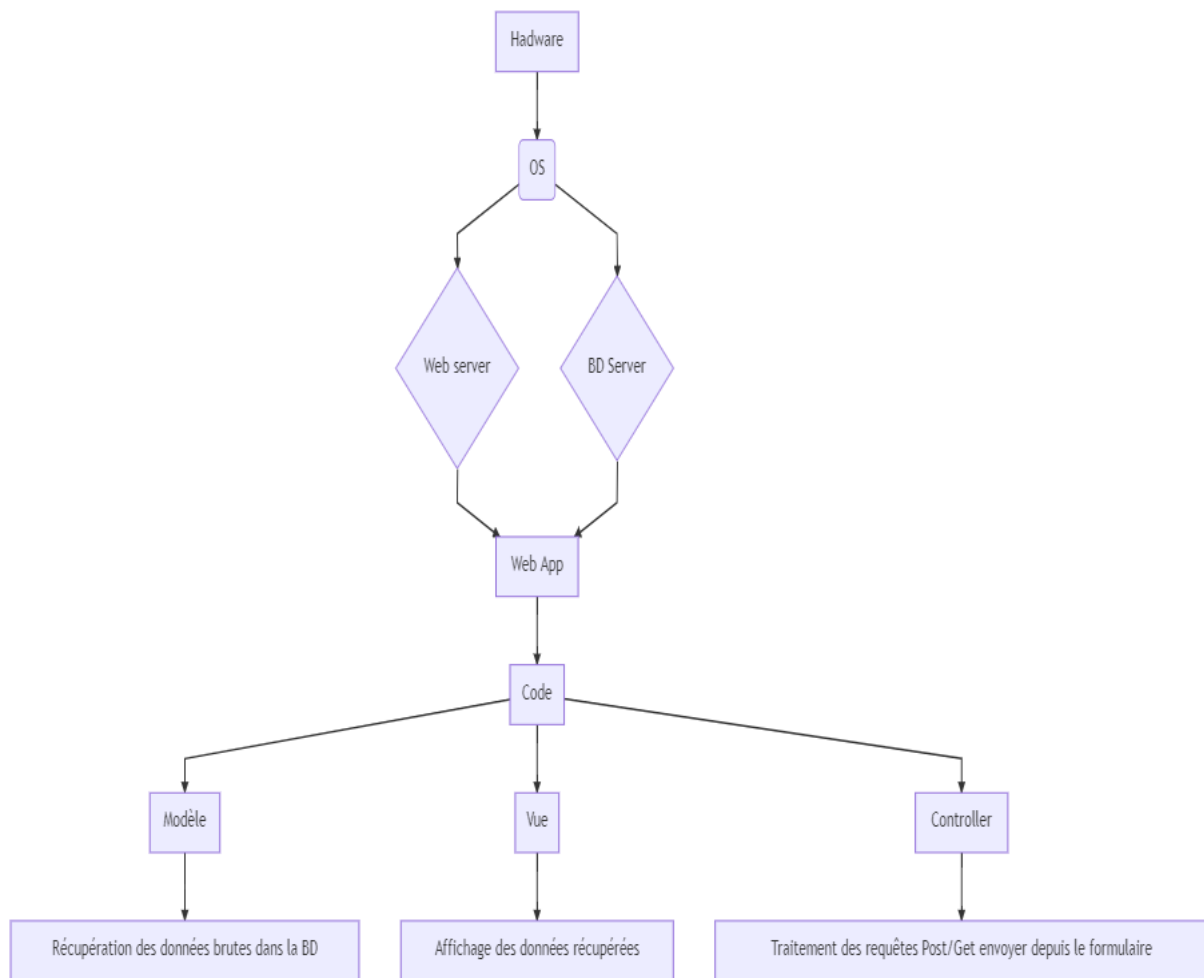 Hadware
OS
Web server
BD Server
Web App
Code
Modèle
Vue
Controller
Récupération des données brutes dans la BD
Affichage des données récupérées
Traitement des requêtes Post/Get envoyer depuis le formulaire